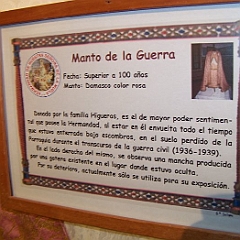 Manto de la Guerra
Fecha: Superior a 100 años
Manto: Damasco color rosa
Donado por la familia Higueras, es el de mayor poder sentimen-
tal que posee la Hermandad, al estar en él envuelta todo el tiempo
que estuvo enterrada bajo escombros, en el suelo perdido de la
Parroquia durante el transcurso de la guerra civil (1936-1939).
En el lado derecho del mismo, se observa una mancha producida
por una gotera existente en el lugar donde estuvo oculta.
Por su deterioro, actualmente sólo se utiliza para su exposición.